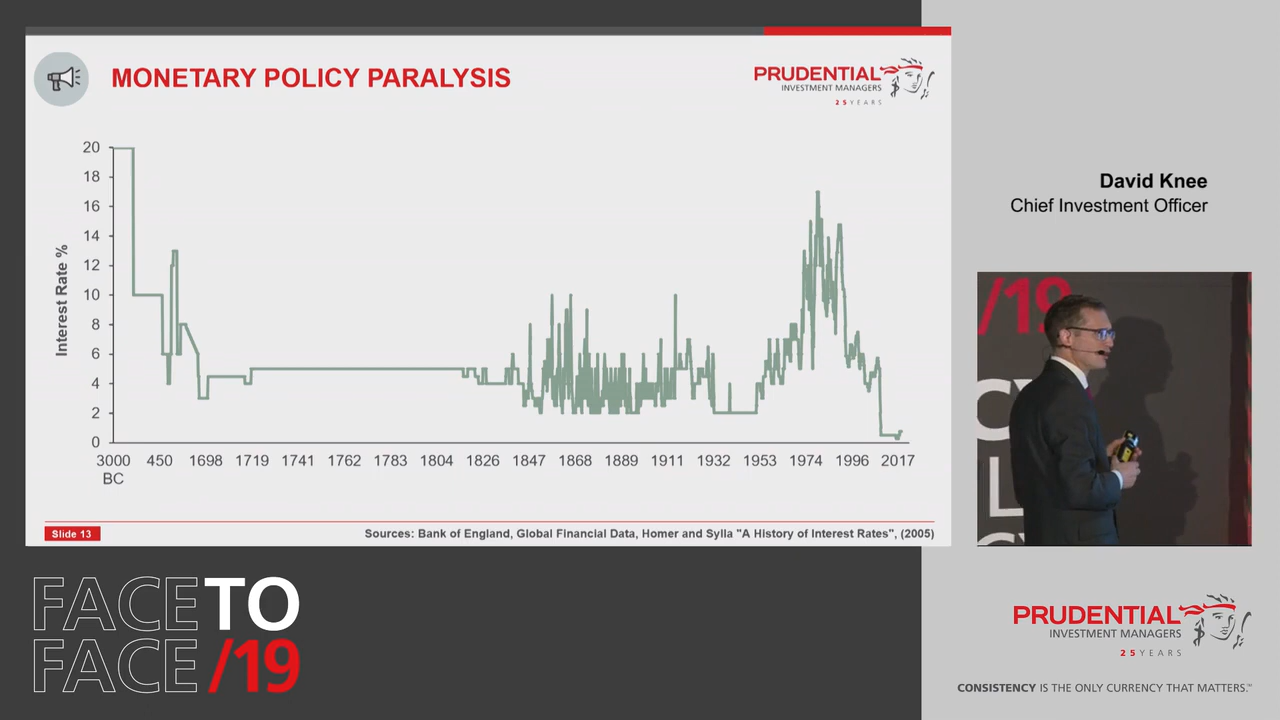 MONETARY POLICY PARALYSIS
PRUDENTIAL
INVESTMENT MANAGERS
25 YEARS
Interest Rate %
20
18
16
14
12
10
8
6
4
2
0
3000 BC 450 1698 1719 1741 1762 1783 1804 1826 1847 1868 1889 1911 1932 1953 1974 1996 2017
Slide 13
Sources: Bank of England, Global Financial Data, Homer and Sylla "A History of Interest Rates", (2005)
David Knee
Chief Investment Officer
/19
FACE TO
FACE /19
PRUDENTIAL
INVESTMENT MANAGERS
25 YEARS
CONSISTENCY IS THE ONLY CURRENCY THAT MATTERS.™